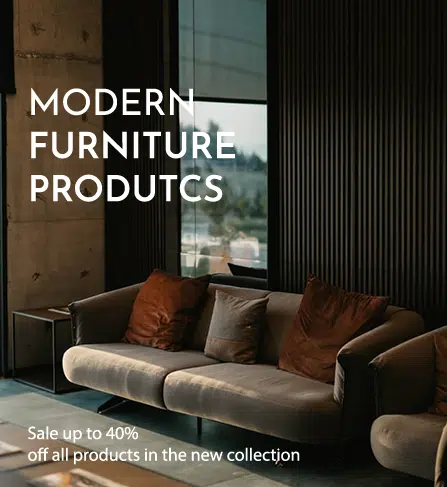 MODERN
FURNITURE
PRODUTCS
Sale up to 40%
off all products in the new collection